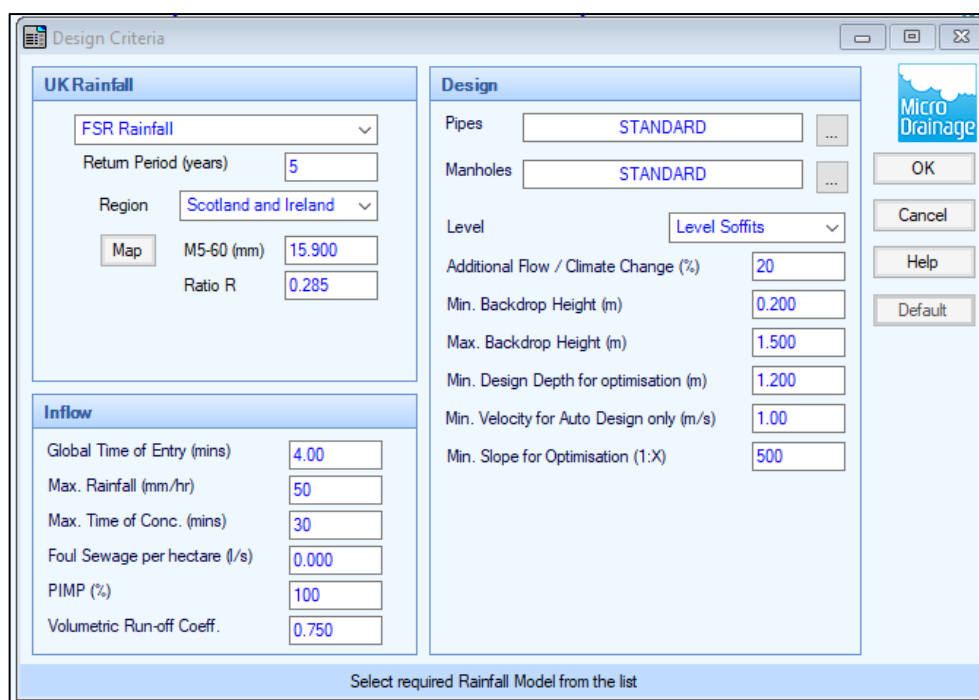 Design Criteria
UK Rainfall
FSR Rainfall
Return Period (years) 5
Region Scotland and Ireland
Map M5-60 (mm) 15.900
Ratio R 0.285
Inflow
Global Time of Entry (mins) 4.00
Max. Rainfall (mm/hr) 50
Max. Time of Conc. (mins) 30
Foul Sewage per hectare (l/s) 0.000
PIMP (%) 100
Volumetric Run-off Coeff. 0.750
Design
Pipes STANDARD ...
Manholes STANDARD ...
Level Level Soffits
Additional Flow / Climate Change (%) 20
Min. Backdrop Height (m) 0.200
Max. Backdrop Height (m) 1.500
Min. Design Depth for optimisation (m) 1.200
Min. Velocity for Auto Design only (m/s) 1.00
Min. Slope for Optimisation (1:X) 500
Micro
Drainage
OK
Cancel
Help
Default
Select required Rainfall Model from the list